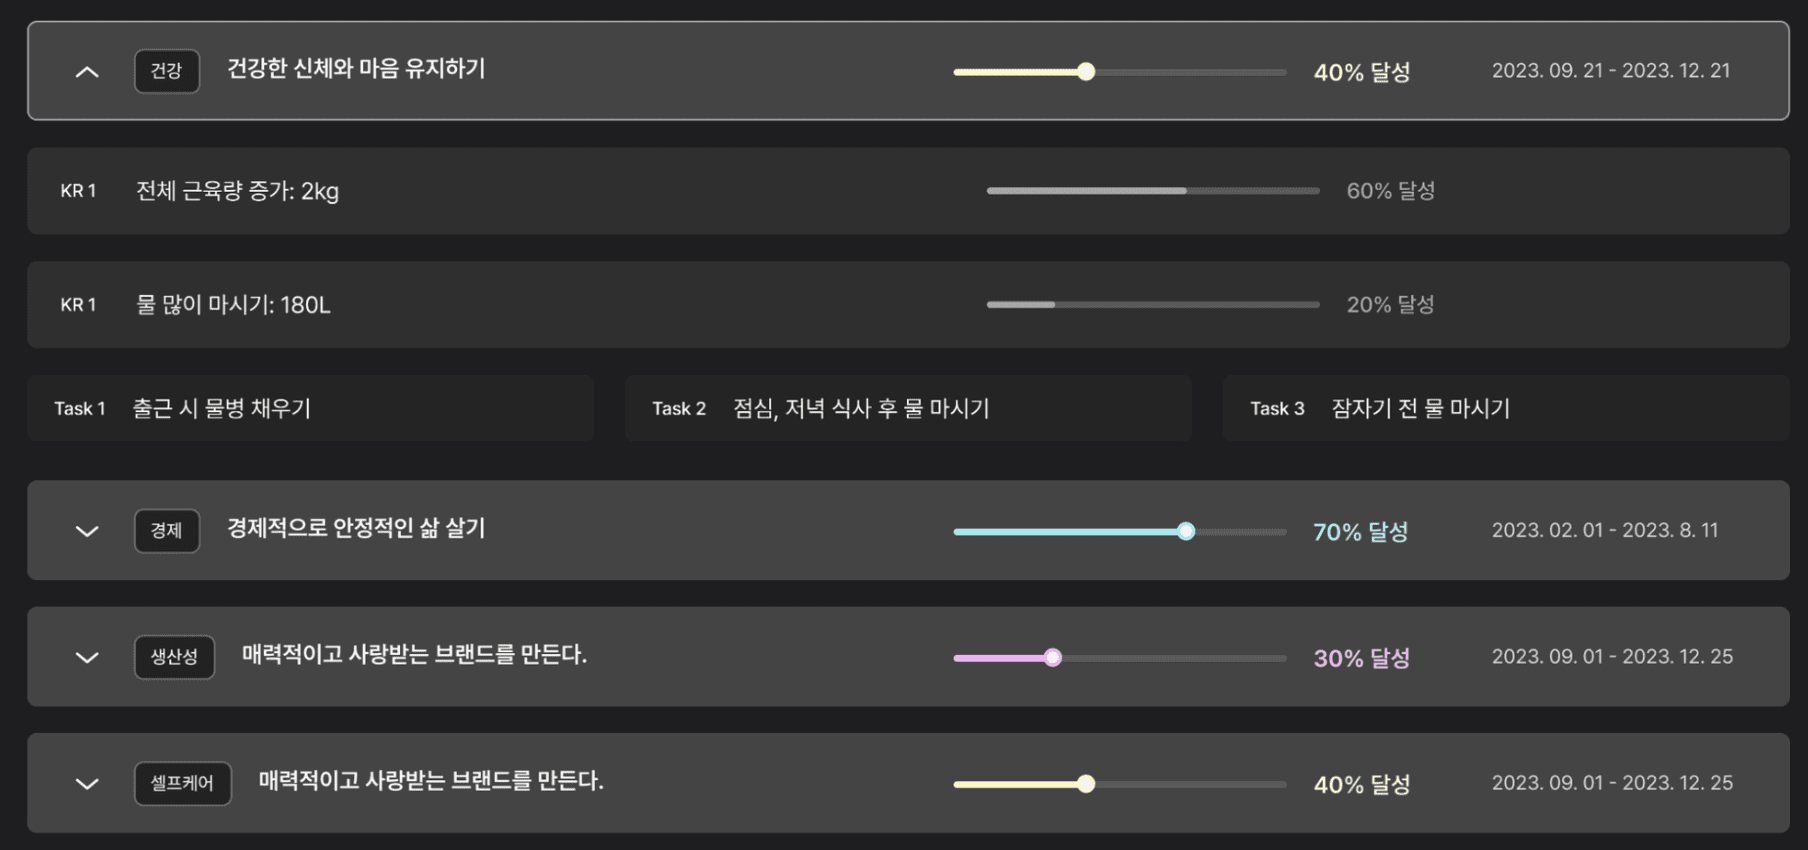 건강 건강한 신체와 마음 유지하기 40% 달성 2023. 09. 21 - 2023. 12. 21
KR 1 전체 근육량 증가: 2kg 60% 달성
KR 1 물 많이 마시기: 180L 20% 달성
Task 1 출근 시 물병 채우기 Task 2 점심, 저녁 식사 후 물 마시기 Task 3 잠자기 전 물 마시기
경제 경제적으로 안정적인 삶 살기 70% 달성 2023. 02. 01 - 2023. 8. 11
생산성 매력적이고 사랑받는 브랜드를 만든다. 30% 달성 2023. 09. 01 - 2023. 12. 25
셀프케어 매력적이고 사랑받는 브랜드를 만든다. 40% 달성 2023. 09. 01 - 2023. 12. 25